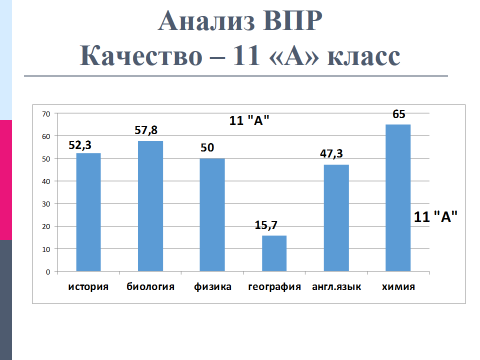 Анализ ВПР
Качество – 11 «А» класс
11 "А"
70
60
50
40
30
20
10
0
52,3
57,8
50
15,7
47,3
65
11 "А"
история
биология
физика
география
англ.язык
химия